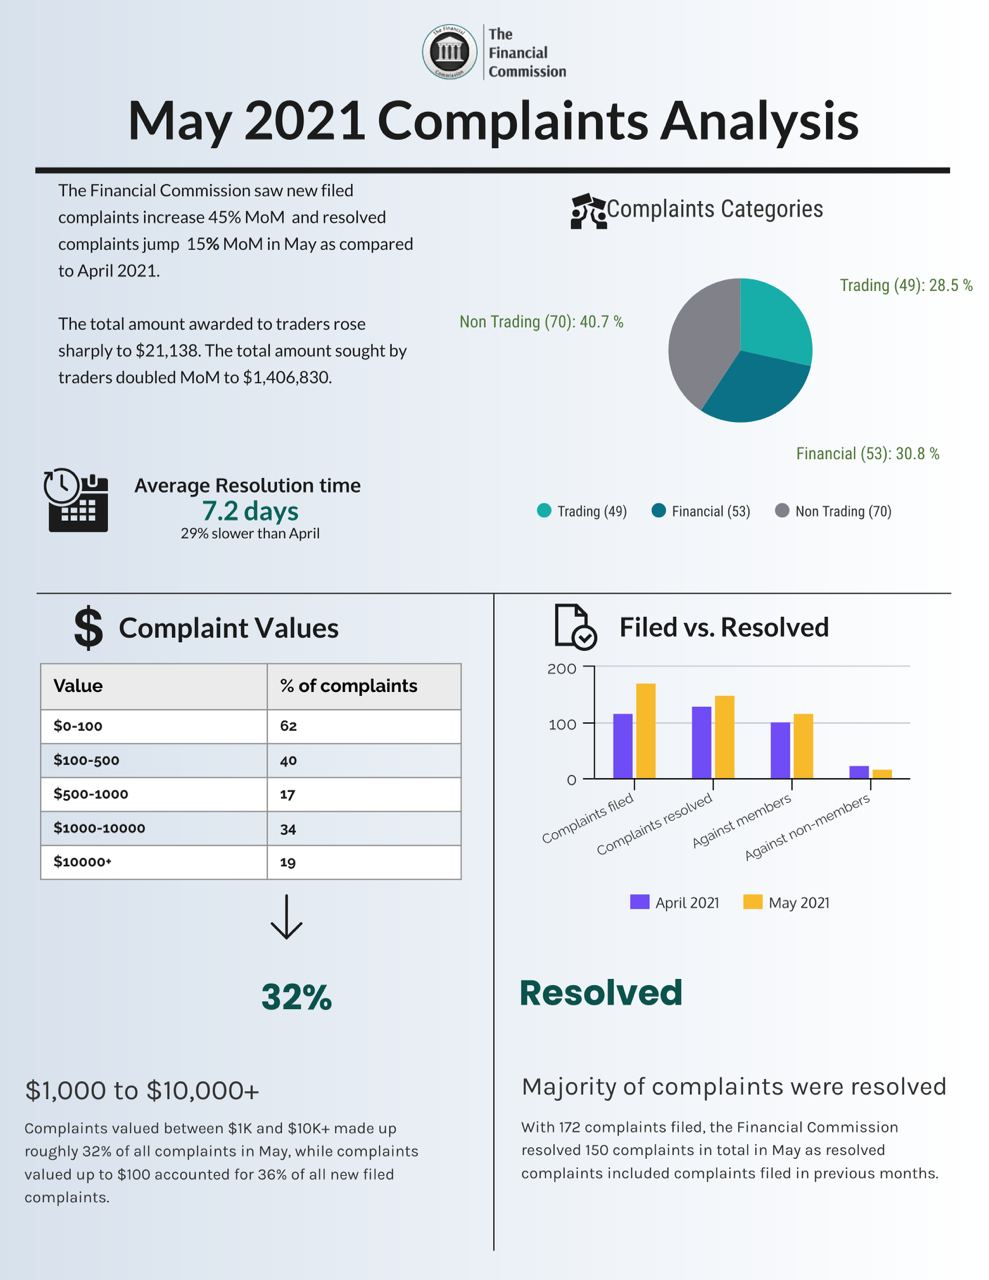 The Financial
Commission
The
Financial
Commission
May 2021 Complaints Analysis
The Financial Commission saw new filed
complaints increase 45% MoM and resolved
complaints jump 15% MoM in May as compared
to April 2021.
The total amount awarded to traders rose
sharply to $21,138. The total amount sought by
traders doubled MoM to $1,406,830.
Average Resolution time
7.2 days
29% slower than April
Complaints Categories
Trading (49): 28.5 %
Non Trading (70): 40.7 %
Financial (53): 30.8 %
Trading (49) Financial (53) Non Trading (70)
$ Complaint Values
Value % of complaints
$0-100 62
$100-500 40
$500-1000 17
$1000-10000 34
$10000+ 19
32%
$1,000 to $10,000+
Complaints valued between $1K and $10K+ made up
roughly 32% of all complaints in May, while complaints
valued up to $100 accounted for 36% of all new filed
complaints.
Filed vs. Resolved
200
100
0
Complaints filed
Complaints resolved
Against members
Against non-members
April 2021 May 2021
Resolved
Majority of complaints were resolved
With 172 complaints filed, the Financial Commission
resolved 150 complaints in total in May as resolved
complaints included complaints filed in previous months.